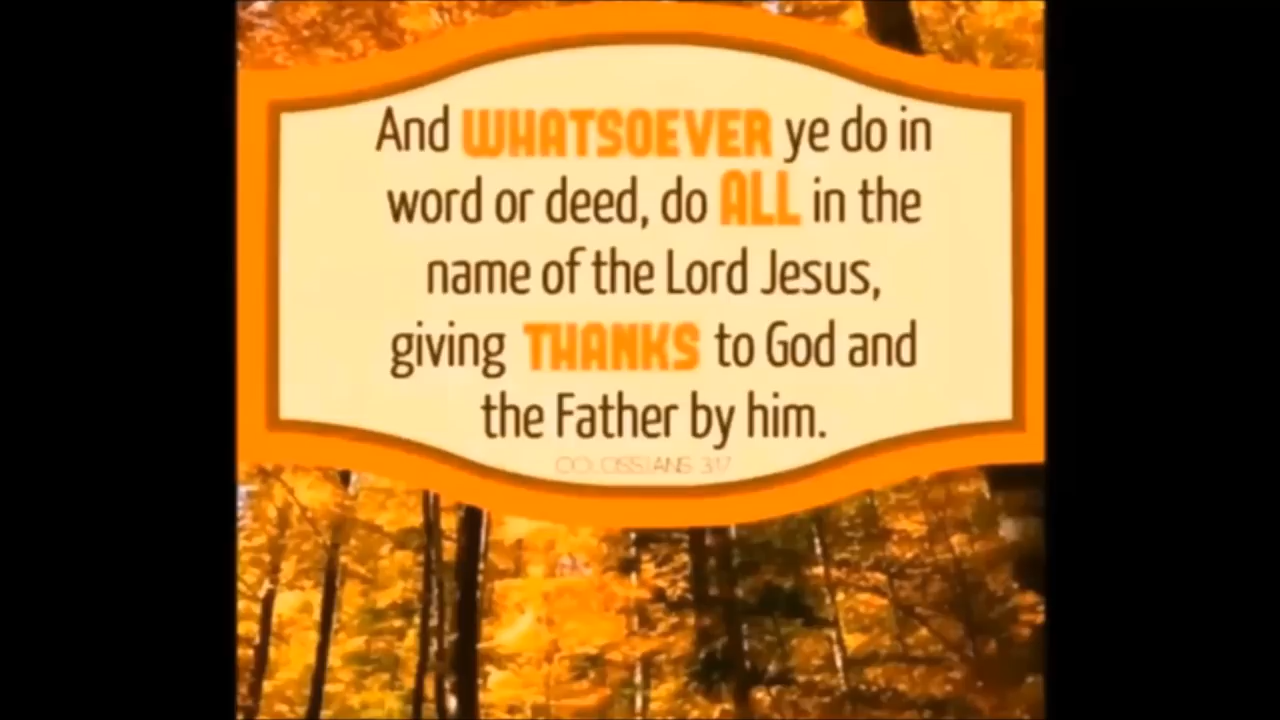 And WHATSOEVER ye do in
word or deed, do ALL in the
name of the Lord Jesus,
giving THANKS to God and
the Father by him.
COLOSSIANS 3:17